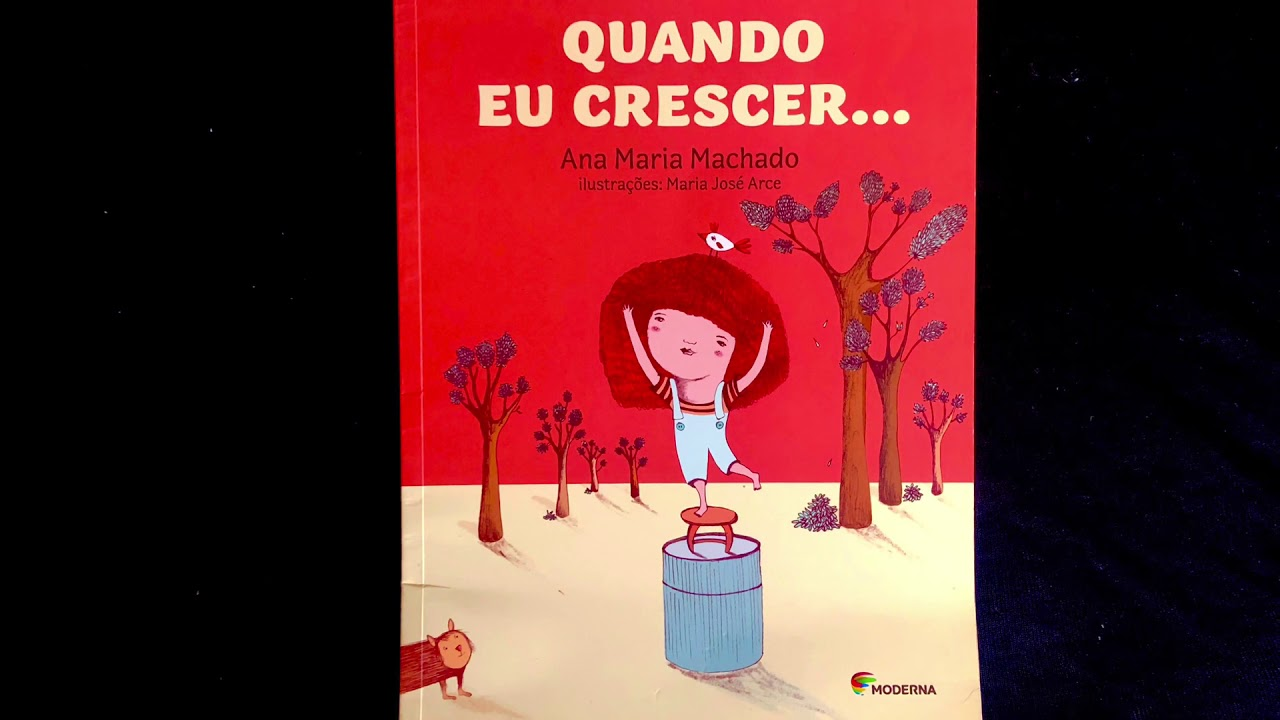 QUANDO
EU CRESCER...
Ana Maria Machado
ilustrações: Maria José Arce
MODERNA